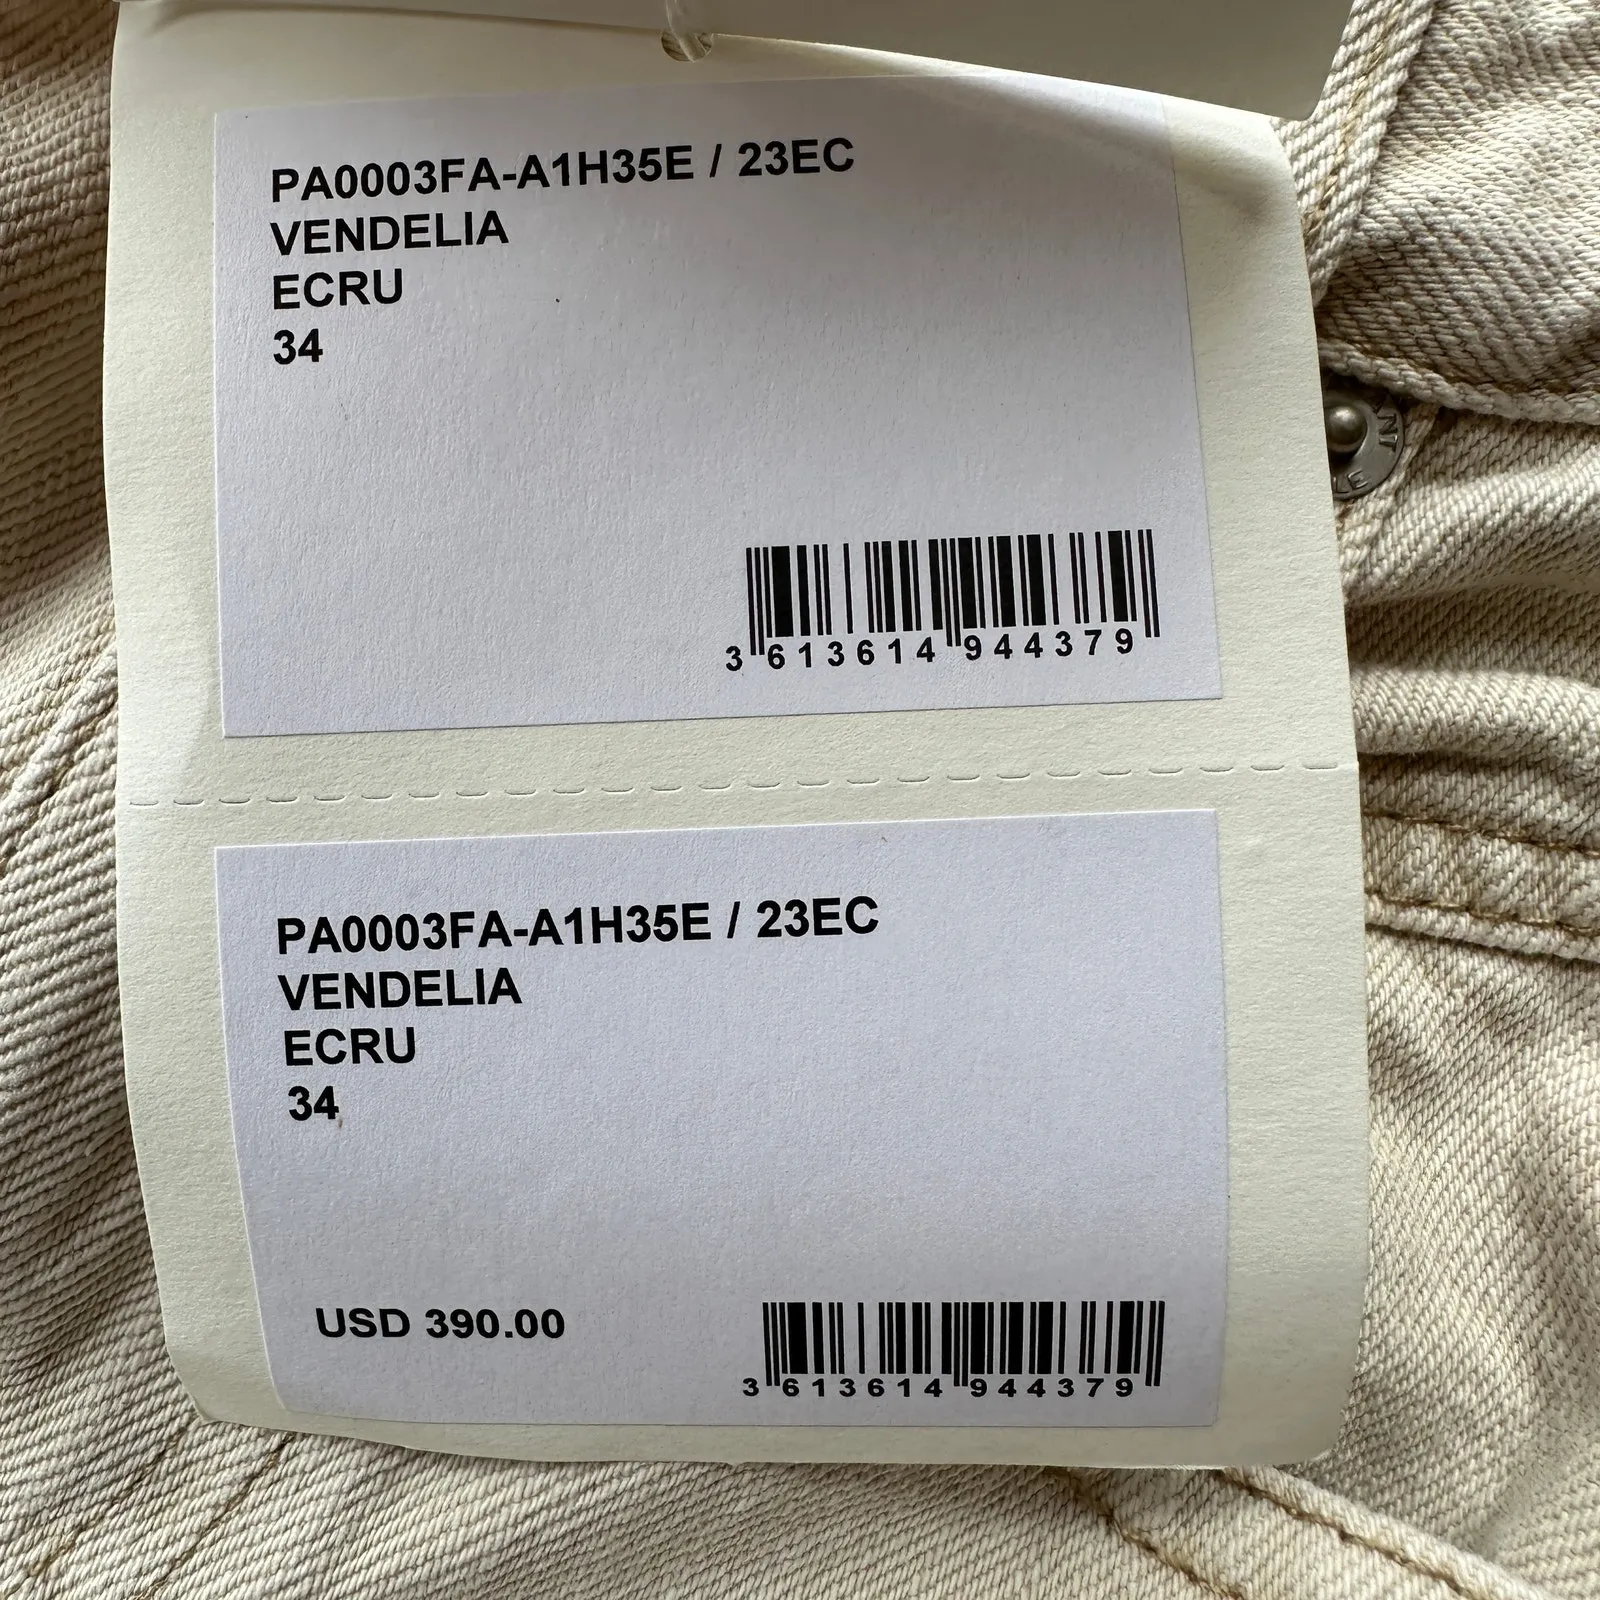 PA0003FA-A1H35E / 23EC
VENDELIA
ECRU
34
3 613614 944379
PA0003FA-A1H35E / 23EC
VENDELIA
ECRU
34
USD 390.00
3 613614 944379